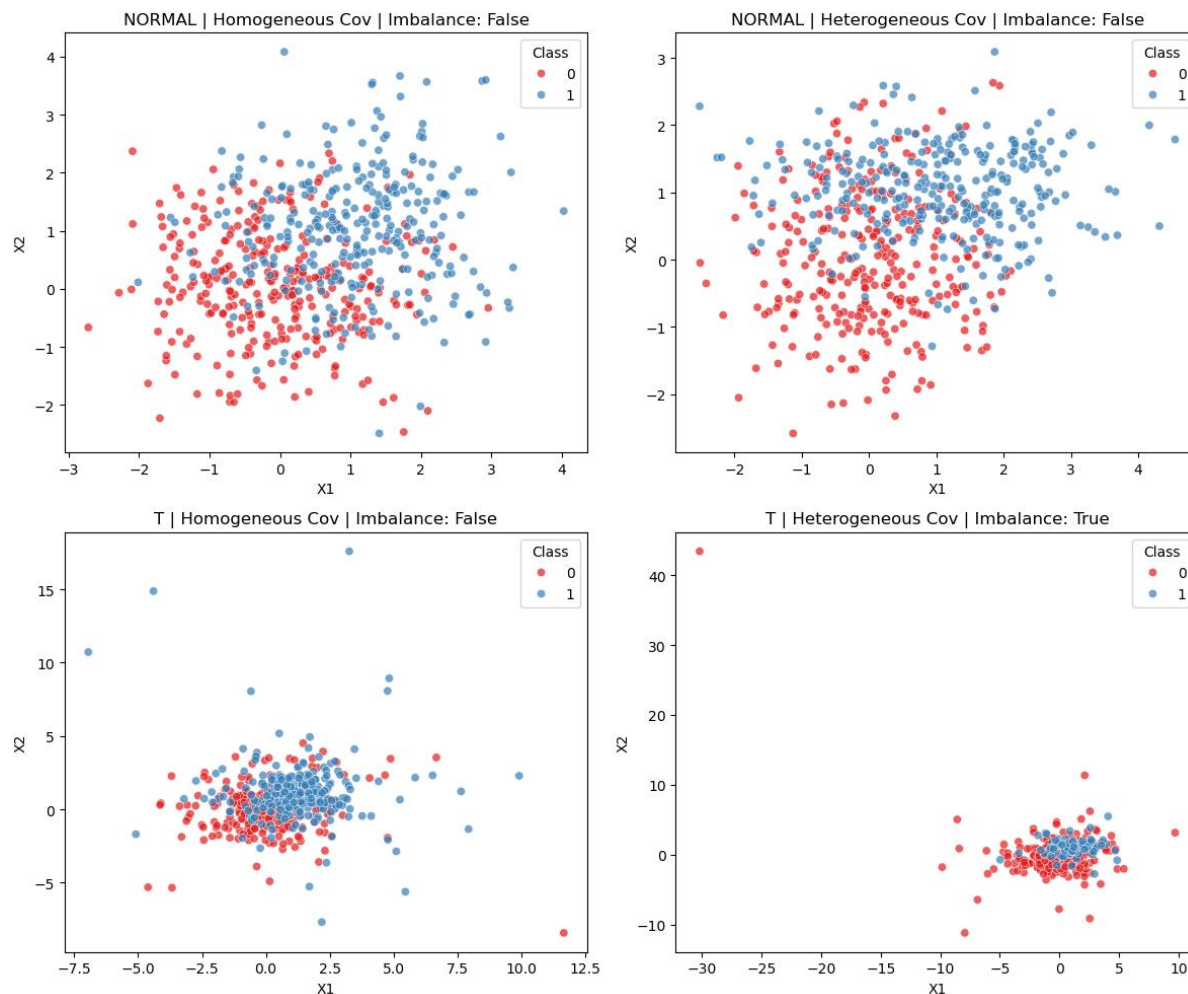 NORMAL | Homogeneous Cov | Imbalance: False
Class
0
1
4
3
2
1
0
−1
−2
X2
−3 −2 −1 0 1 2 3 4
X1
NORMAL | Heterogeneous Cov | Imbalance: False
Class
0
1
3
2
1
0
−1
−2
X2
−2 −1 0 1 2 3 4
X1
T | Homogeneous Cov | Imbalance: False
Class
0
1
15
10
5
0
−5
X2
−7.5 −5.0 −2.5 0.0 2.5 5.0 7.5 10.0 12.5
X1
T | Heterogeneous Cov | Imbalance: True
Class
0
1
40
30
20
10
0
−10
X2
−30 −25 −20 −15 −10 −5 0 5 10
X1